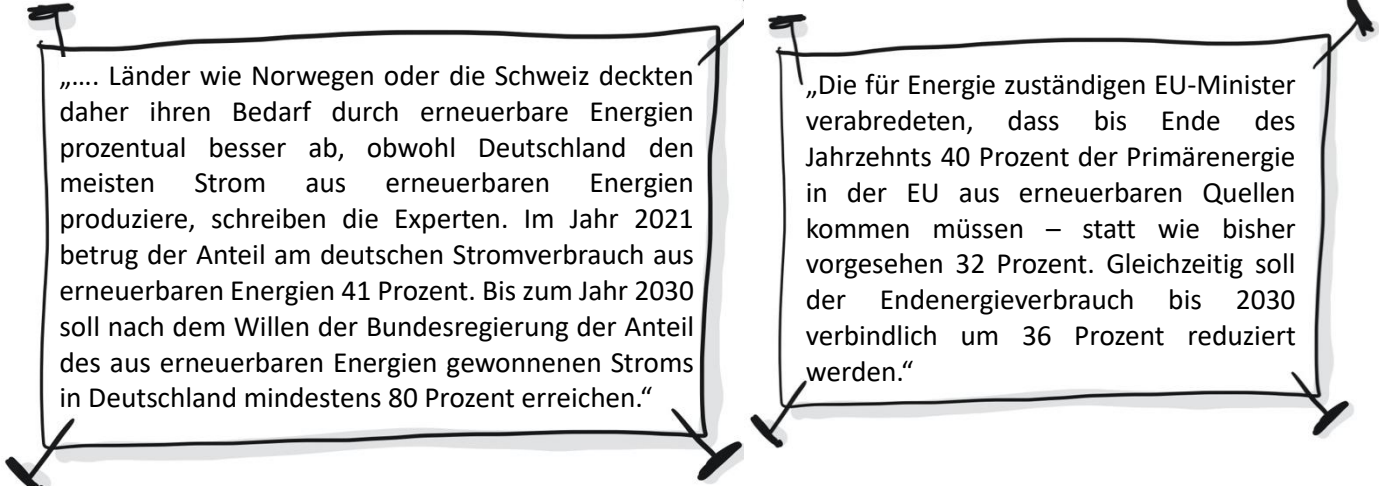 „…. Länder wie Norwegen oder die Schweiz deckten
daher ihren Bedarf durch erneuerbare Energien
prozentual besser ab, obwohl Deutschland den
meisten Strom aus erneuerbaren Energien
produziere, schreiben die Experten. Im Jahr 2021
betrug der Anteil am deutschen Stromverbrauch aus
erneuerbaren Energien 41 Prozent. Bis zum Jahr 2030
soll nach dem Willen der Bundesregierung der Anteil
des aus erneuerbaren Energien gewonnenen Stroms
in Deutschland mindestens 80 Prozent erreichen.“
„Die für Energie zuständigen EU-Minister
verabredeten, dass bis Ende des
Jahrzehnts 40 Prozent der Primärenergie
in der EU aus erneuerbaren Quellen
kommen müssen – statt wie bisher
vorgesehen 32 Prozent. Gleichzeitig soll
der Endenergieverbrauch bis 2030
verbindlich um 36 Prozent reduziert
werden.“